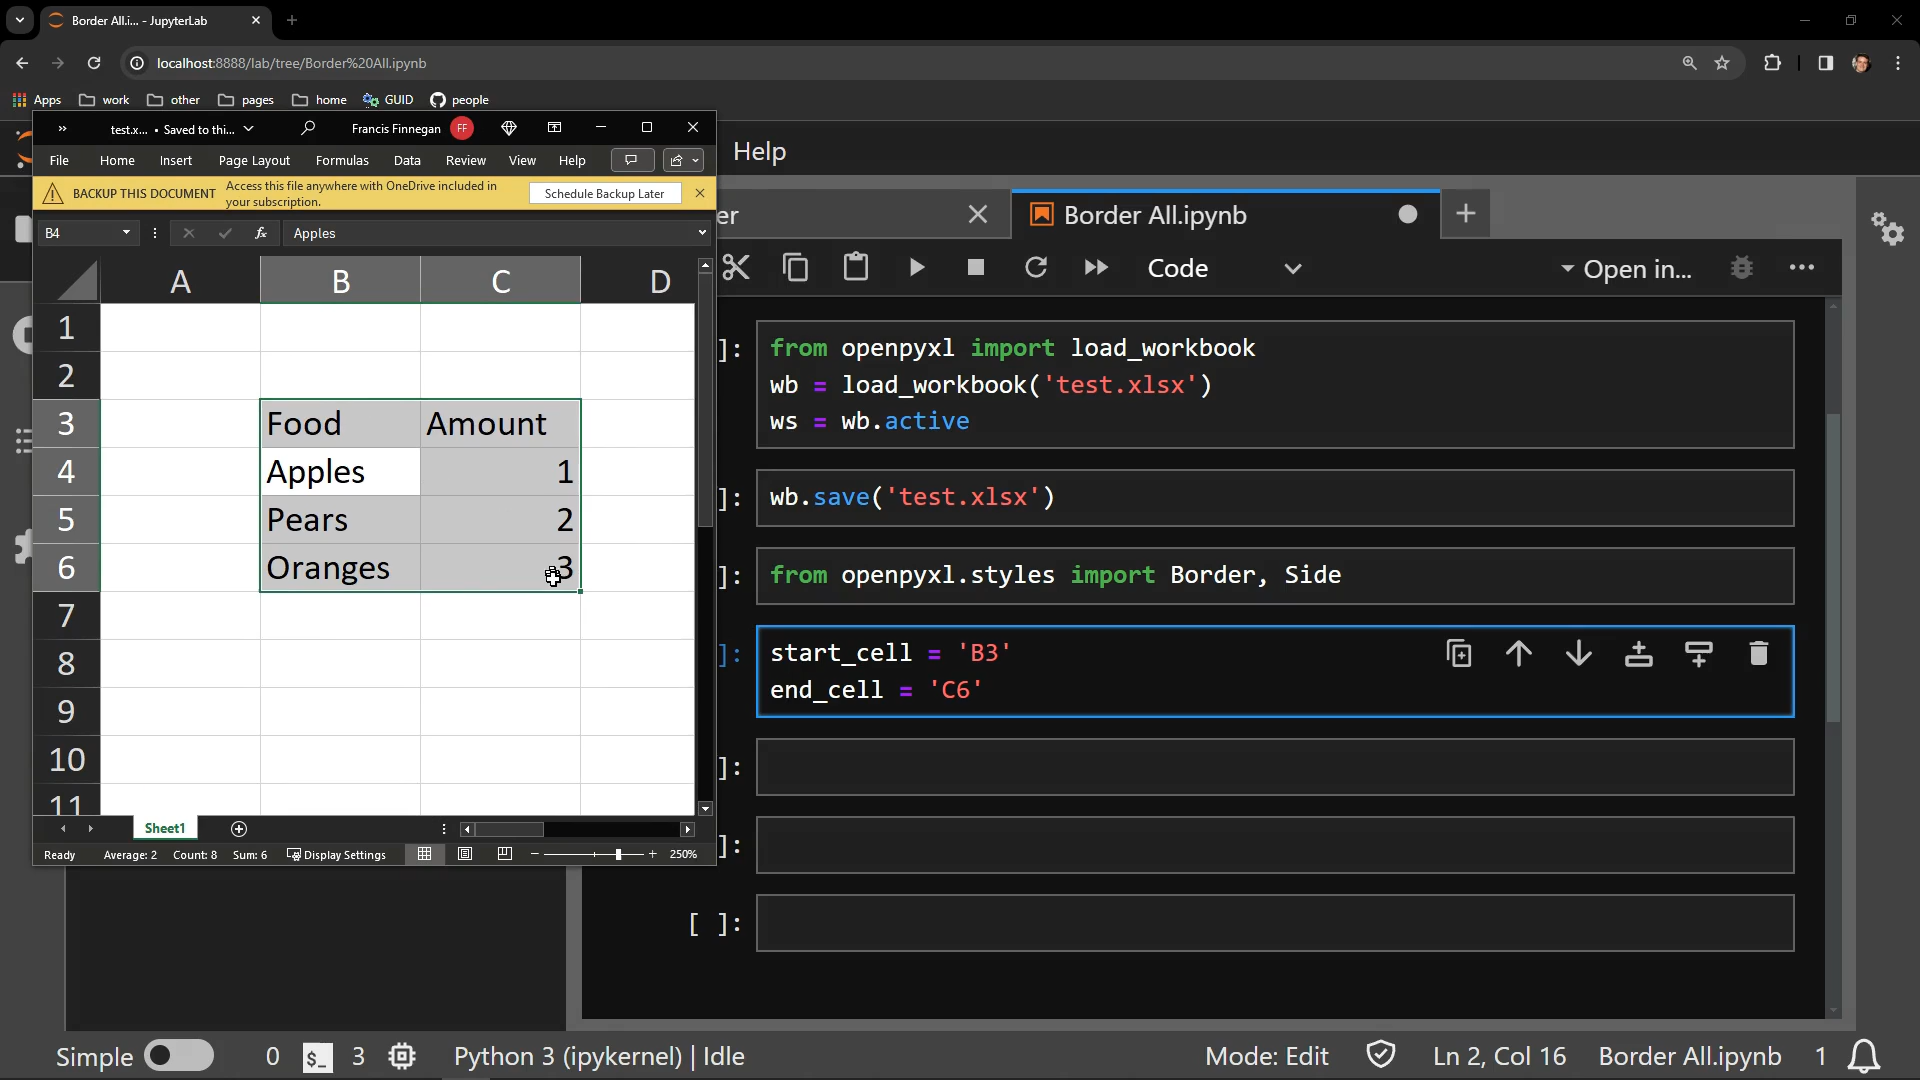 Border All.i... - JupyterLab
localhost:8888/lab/tree/Border%20All.ipynb
Apps work other pages home GUID people
test.x... • Saved to thi... Francis Finnegan FF
File Home Insert Page Layout Formulas Data Review View Help
BACKUP THIS DOCUMENT Access this file anywhere with OneDrive included in
your subscription. Schedule Backup Later
B4 fx Apples
A B C D
1
2
3 Food Amount
4 Apples 1
5 Pears 2
6 Oranges 3
7
8
9
10
11
Sheet1
Ready Average: 2 Count: 8 Sum: 6 Display Settings 250%
Help
er Border All.ipynb
Code Open in...
]: from openpyxl import load_workbook
wb = load_workbook('test.xlsx')
ws = wb.active
]: wb.save('test.xlsx')
]: from openpyxl.styles import Border, Side
]: start_cell = 'B3'
end_cell = 'C6'
]:
]:
[ ]:
Simple 0 $_ 3 Python 3 (ipykernel) | Idle Mode: Edit Ln 2, Col 16 Border All.ipynb 1